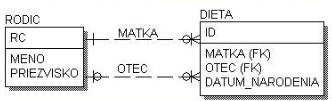 RODIC
RC
MENO
PRIEZVISKO
MATKA
OTEC
DIETA
ID
MATKA (FK)
OTEC (FK)
DATUM_NARODENIA